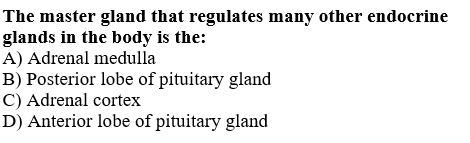 The master gland that regulates many other endocrine
glands in the body is the:
A) Adrenal medulla
B) Posterior lobe of pituitary gland
C) Adrenal cortex
D) Anterior lobe of pituitary gland